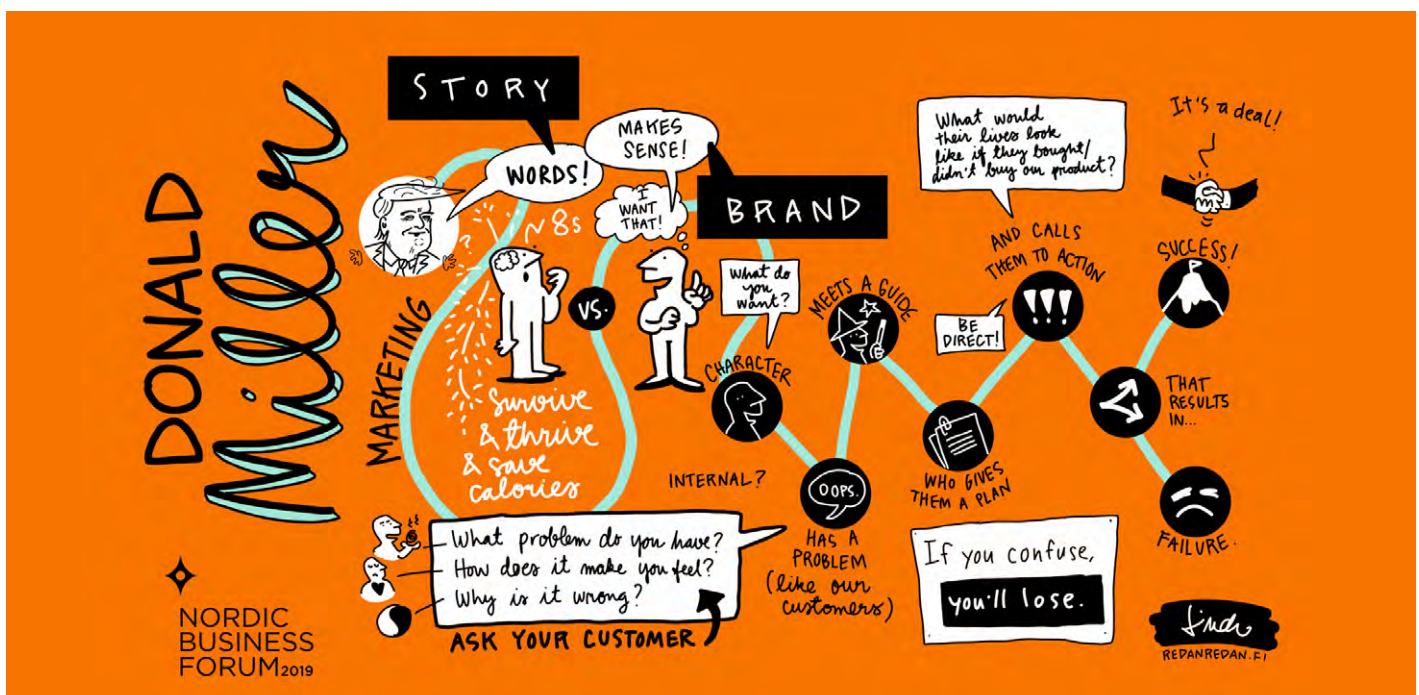 DONALD
Miller
STORY
WORDS!
MAKES
SENSE!
I
WANT
THAT!
BRAND
?
~8s
VS.
MARKETING
Survive
& thrive
& save
calories
What problem do you have?
How does it make you feel?
Why is it wrong?
ASK YOUR CUSTOMER
What do
you
want?
CHARACTER
INTERNAL?
OOPS.
HAS A
PROBLEM
(like our
customers)
MEETS A GUIDE
WHO GIVES
THEM A PLAN
BE
DIRECT!
What would
their lives look
like if they bought/
didn't buy our product?
AND CALLS
THEM TO ACTION
!!!
THAT
RESULTS
IN...
It's a deal!
SUCCESS!
FAILURE.
If you confuse,
you'll lose.
NORDIC
BUSINESS
FORUM2019
REDANREDAN.FI